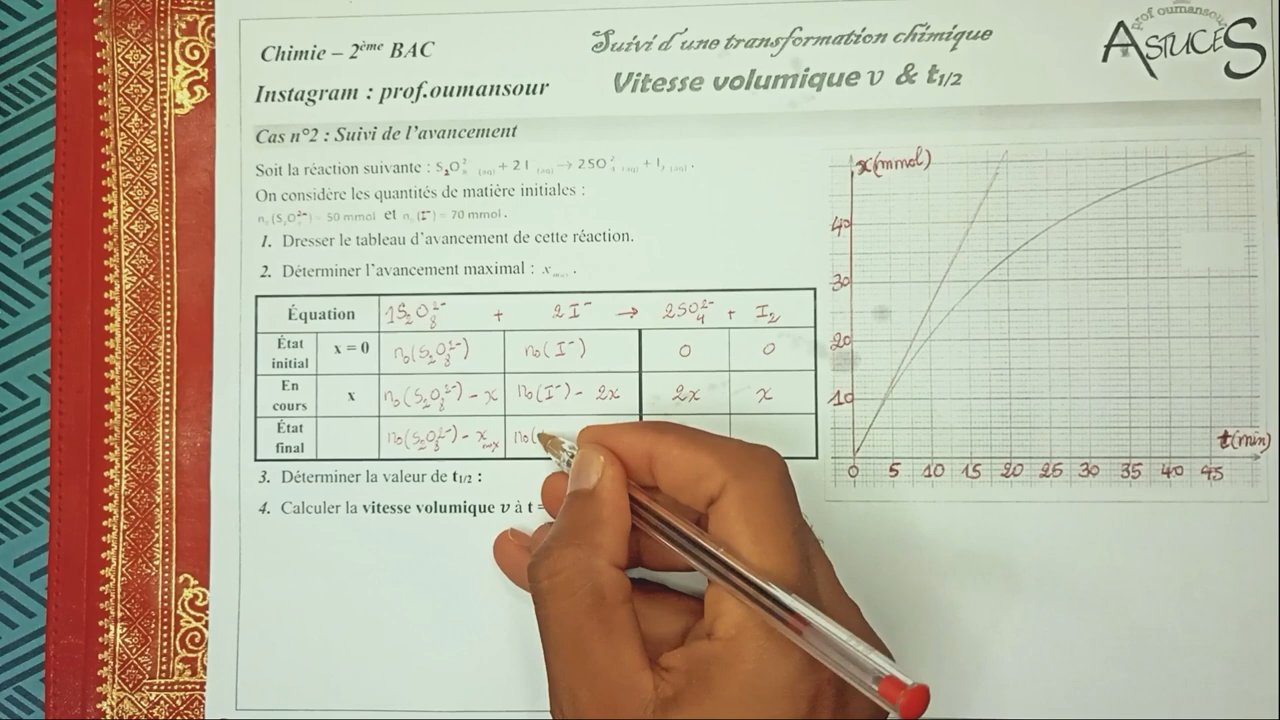 Chimie – 2ème BAC
Instagram : prof.oumansour
Suivi d'une transformation chimique
Vitesse volumique v & t1/2
prof oumansour
ASTUCES
Cas n°2 : Suivi de l'avancement
Soit la réaction suivante : S₂O₈²⁻ (aq) + 2I (aq) → 2SO₄²⁻ (aq) + I₂ (aq) .
On considère les quantités de matière initiales :
n₀(S₂O₈²⁻) = 50 mmol et n₀(I⁻) = 70 mmol .
1. Dresser le tableau d'avancement de cette réaction.
2. Déterminer l'avancement maximal : xmax .
Équation 1S₂O₈²⁻ + 2I⁻ → 2SO₄²⁻ + I₂
État initial x = 0 n₀(S₂O₈²⁻) n₀(I⁻) 0 0
En cours x n₀(S₂O₈²⁻) - x n₀(I⁻) - 2x 2x x
État final n₀(S₂O₈²⁻) - xmax n₀(
3. Déterminer la valeur de t1/2 :
4. Calculer la vitesse volumique v à t =
x(mmol)
40
30
20
10
t(min)
0 5 10 15 20 25 30 35 40 45